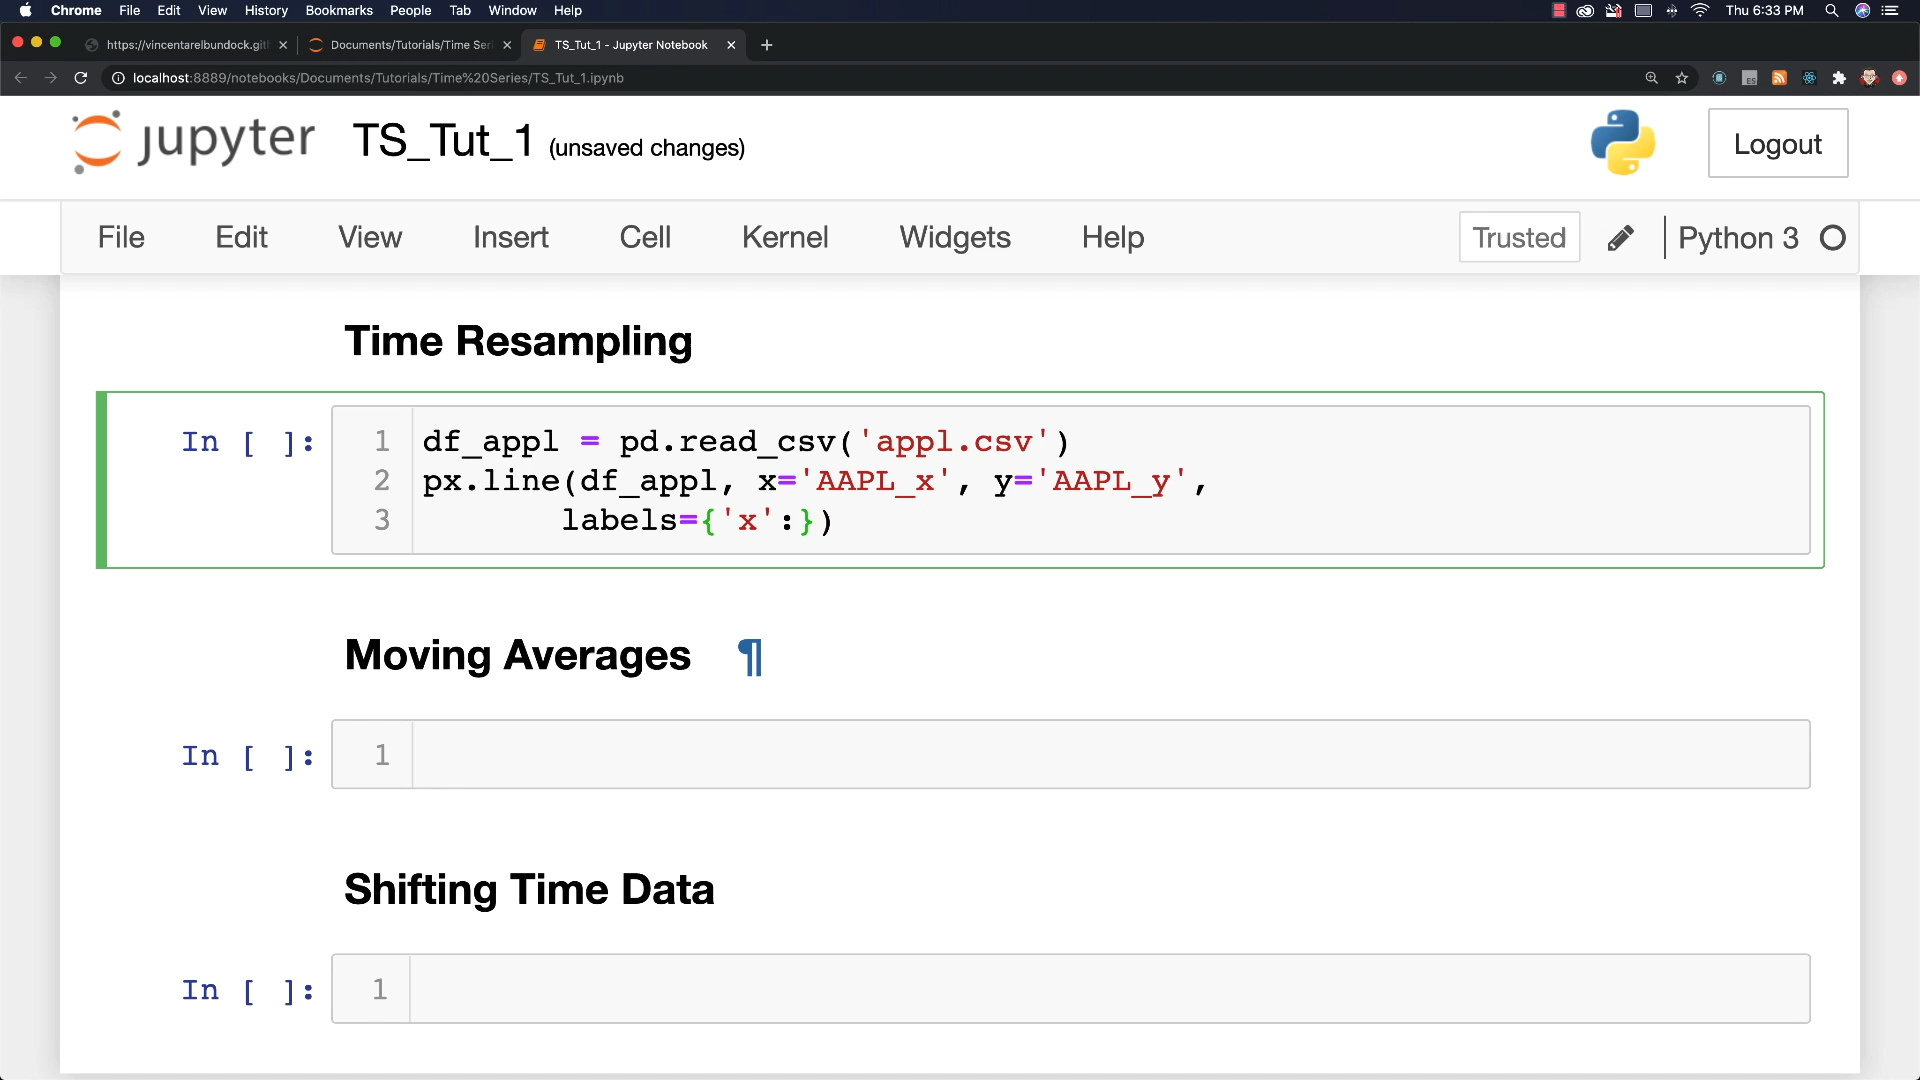 Chrome File Edit View History Bookmarks People Tab Window Help Thu 6:33 PM
https://vincentarelbundock.git Documents/Tutorials/Time Seri TS_Tut_1 - Jupyter Notebook
localhost:8889/notebooks/Documents/Tutorials/Time%20Series/TS_Tut_1.ipynb
jupyter TS_Tut_1 (unsaved changes) Logout
File Edit View Insert Cell Kernel Widgets Help Trusted Python 3
Time Resampling
In [ ]: 1 df_appl = pd.read_csv('appl.csv')
2 px.line(df_appl, x='AAPL_x', y='AAPL_y',
3 labels={'x':})
Moving Averages ¶
In [ ]: 1
Shifting Time Data
In [ ]: 1